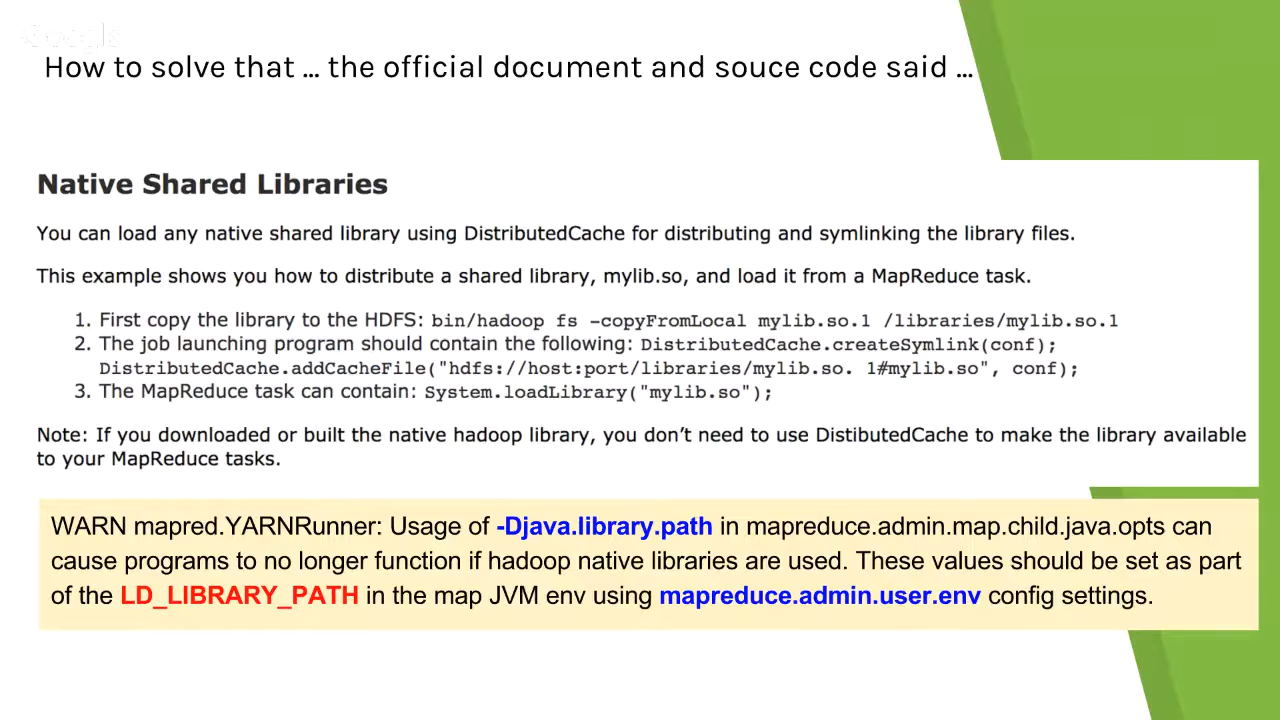 How to solve that ... the official document and souce code said ...
Native Shared Libraries
You can load any native shared library using DistributedCache for distributing and symlinking the library files.
This example shows you how to distribute a shared library, mylib.so, and load it from a MapReduce task.
1. First copy the library to the HDFS: bin/hadoop fs -copyFromLocal mylib.so.1 /libraries/mylib.so.1
2. The job launching program should contain the following: DistributedCache.createSymlink(conf);
DistributedCache.addCacheFile("hdfs://host:port/libraries/mylib.so. 1#mylib.so", conf);
3. The MapReduce task can contain: System.loadLibrary("mylib.so");
Note: If you downloaded or built the native hadoop library, you don't need to use DistibutedCache to make the library available
to your MapReduce tasks.
WARN mapred.YARNRunner: Usage of -Djava.library.path in mapreduce.admin.map.child.java.opts can
cause programs to no longer function if hadoop native libraries are used. These values should be set as part
of the LD_LIBRARY_PATH in the map JVM env using mapreduce.admin.user.env config settings.